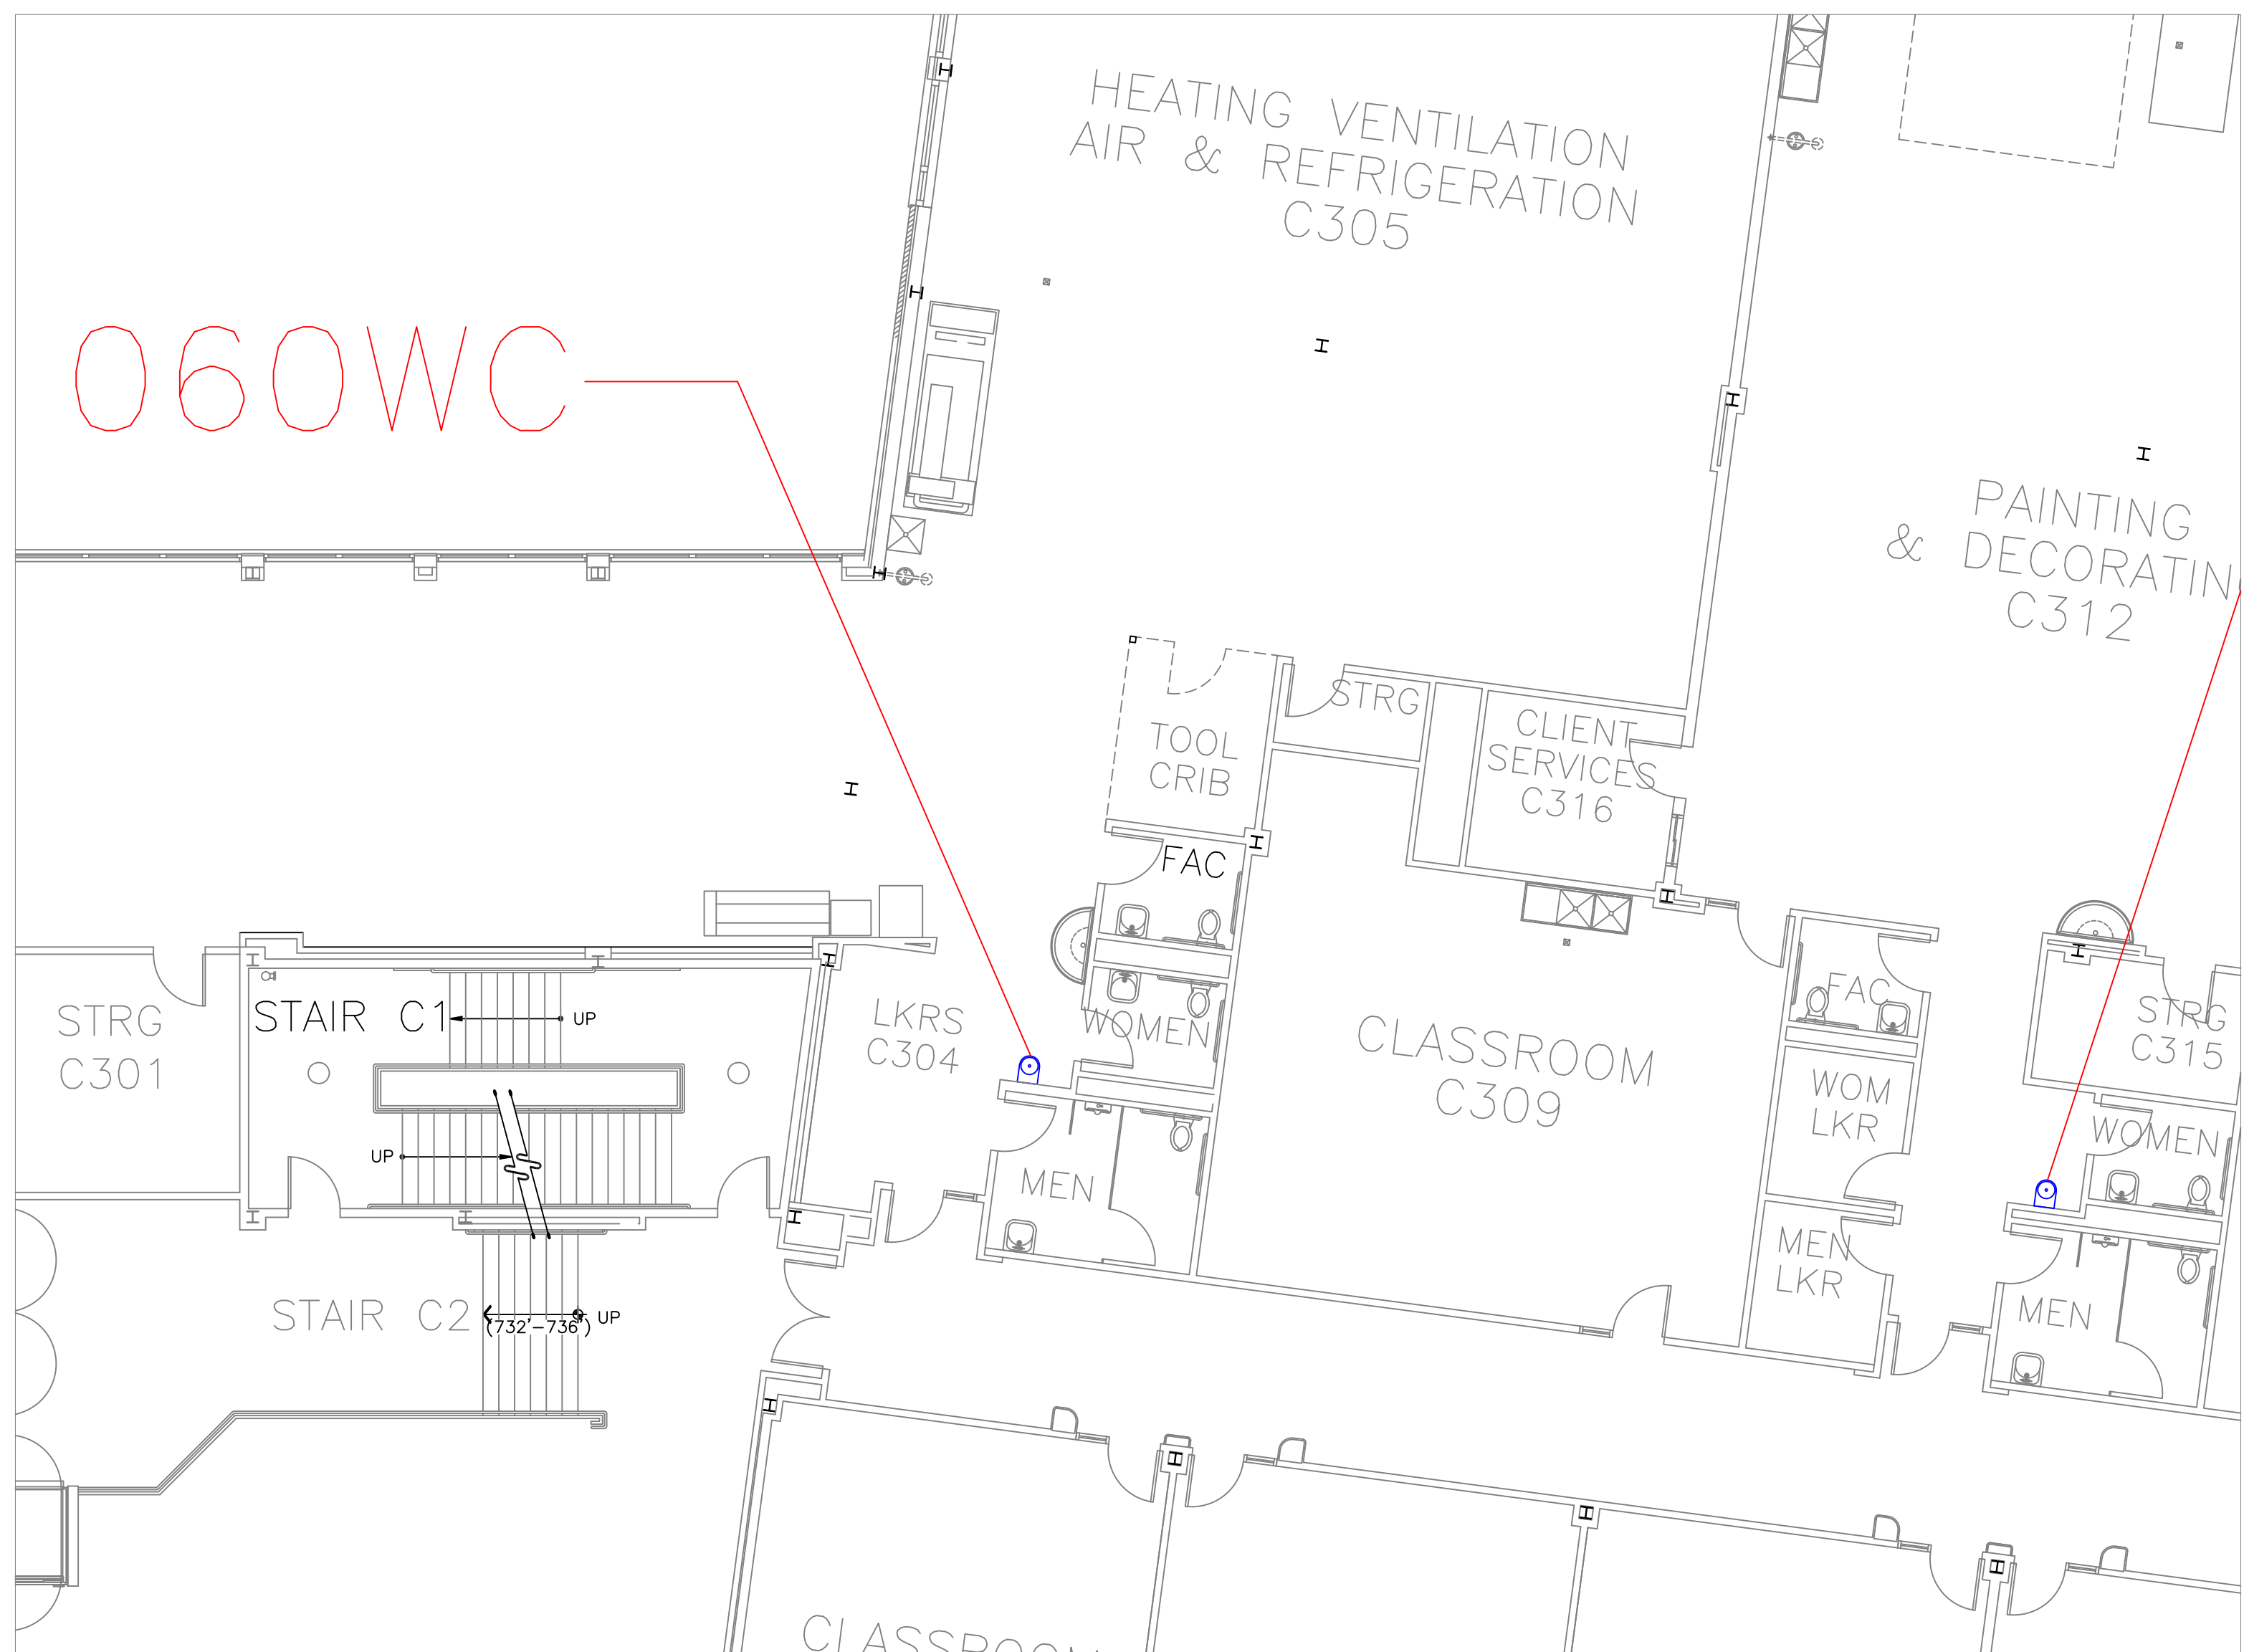 HEATING VENTILATION
AIR & REFRIGERATION
C305
060WC
PAINTING
& DECORATIN
C312
STRG
TOOL
CRIB
CLIENT
SERVICES
C316
FAC
STRG
C301
STAIR C1
UP
UP
LKRS
C304
WOMEN
MEN
CLASSROOM
C309
FAC
WOM
LKR
MEN
LKR
STRG
C315
WOMEN
MEN
STAIR C2
UP
(732'-736')
CLASSROOM